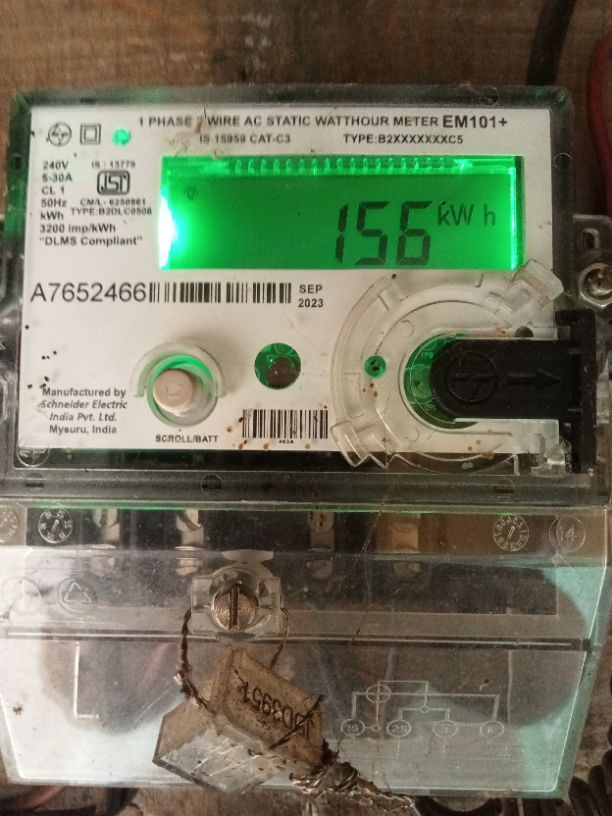 1 PHASE 2 WIRE AC STATIC WATTHOUR METER EM101+
IS 15959 CAT-C3 TYPE:B2XXXXXXXC5
240V IS : 13779
5-30A
CL 1
50Hz CM/L - 6250861
kWh TYPE:B2DLC0506
3200 imp/kWh
"DLMS Compliant"
156 kW h
A7652466 SEP
2023
Manufactured by
Schneider Electric
India Pvt. Ltd.
Mysuru, India
SCROLL/BATT
14